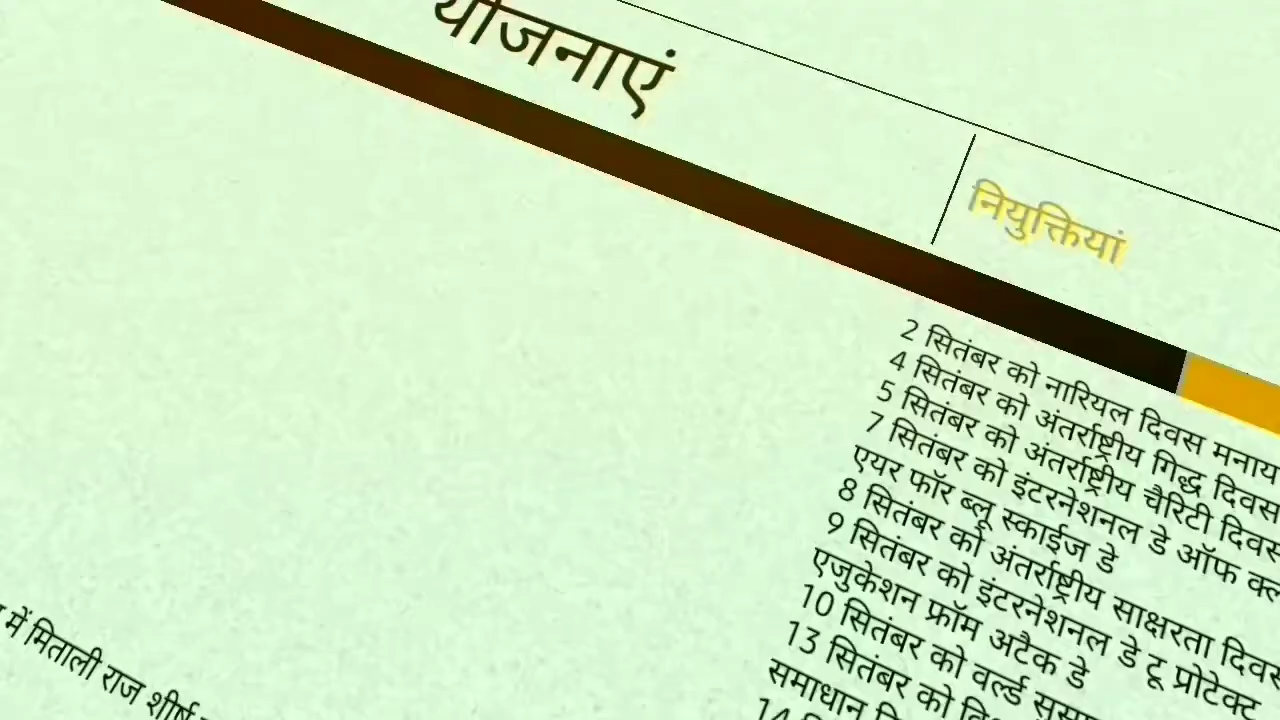 योजनाएं
नियुक्तियां
2 सितंबर को नारियल दिवस
4 सितंबर को अंतर्राष्ट्रीय गिद्ध दिवस
5 सितंबर को अंतर्राष्ट्रीय चैरिटी दिवस
7 सितंबर को इंटरनेशनल डे ऑफ
एयर फॉर ब्लू स्काईज डे
8 सितंबर को अंतर्राष्ट्रीय साक्षरता दिवस
9 सितंबर को इंटरनेशनल डे टू प्रोटेक्ट
एजुकेशन फ्रॉम अटैक डे
10 सितंबर को वर्ल्ड
13 सितंबर को
समाधान
14
में मिताली राज शीर्ष